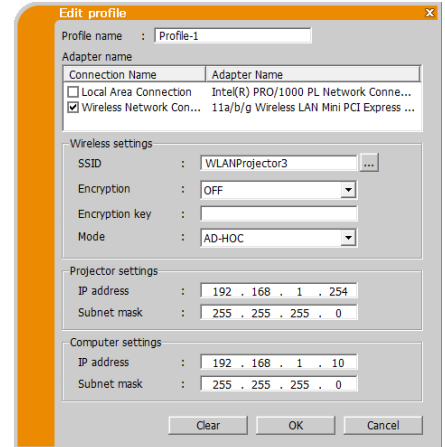 Edit profile x
Profile name : Profile-1
Adapter name
Connection Name Adapter Name
Local Area Connection Intel(R) PRO/1000 PL Network Conne...
Wireless Network Con... 11a/b/g Wireless LAN Mini PCI Express ...
Wireless settings
SSID : WLANProjector3 ...
Encryption : OFF
Encryption key :
Mode : AD-HOC
Projector settings
IP address : 192 . 168 . 1 . 254
Subnet mask : 255 . 255 . 255 . 0
Computer settings
IP address : 192 . 168 . 1 . 10
Subnet mask : 255 . 255 . 255 . 0
Clear OK Cancel